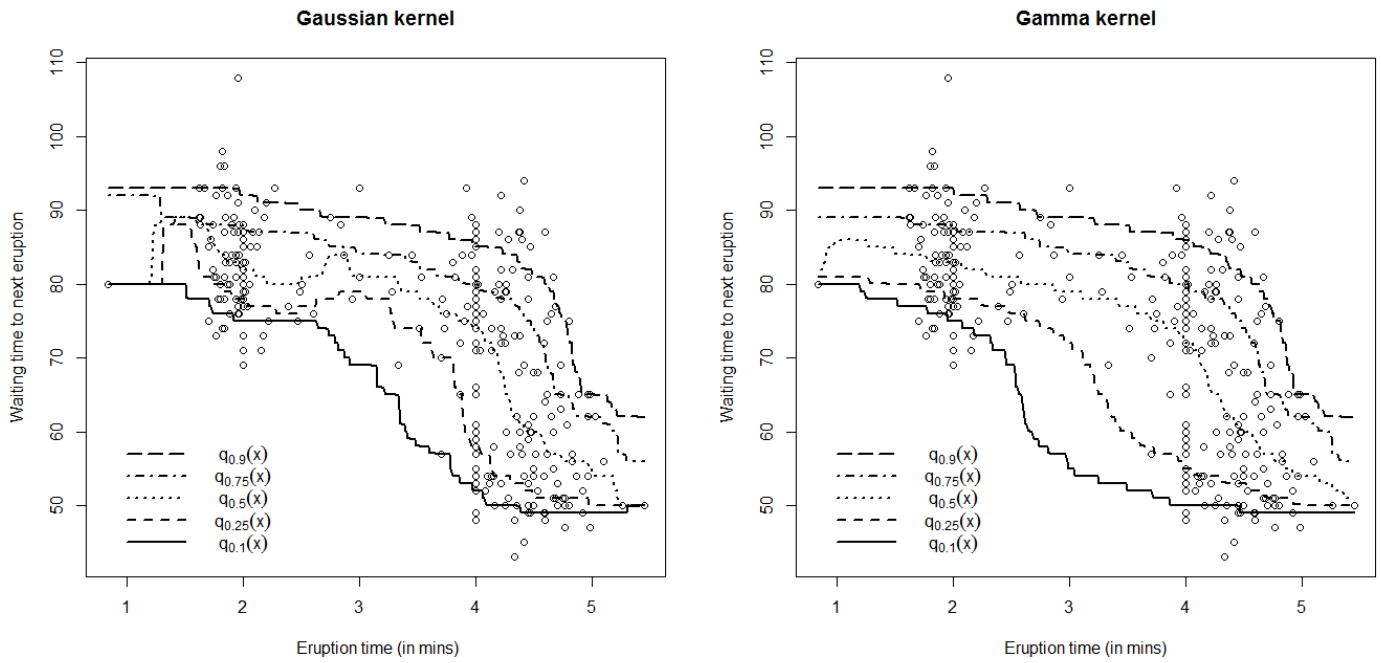 Gaussian kernel
Waiting time to next eruption
110
100
90
80
70
60
50
q0.9(x)
q0.75(x)
q0.5(x)
q0.25(x)
q0.1(x)
1 2 3 4 5
Eruption time (in mins)
Gamma kernel
Waiting time to next eruption
110
100
90
80
70
60
50
q0.9(x)
q0.75(x)
q0.5(x)
q0.25(x)
q0.1(x)
1 2 3 4 5
Eruption time (in mins)